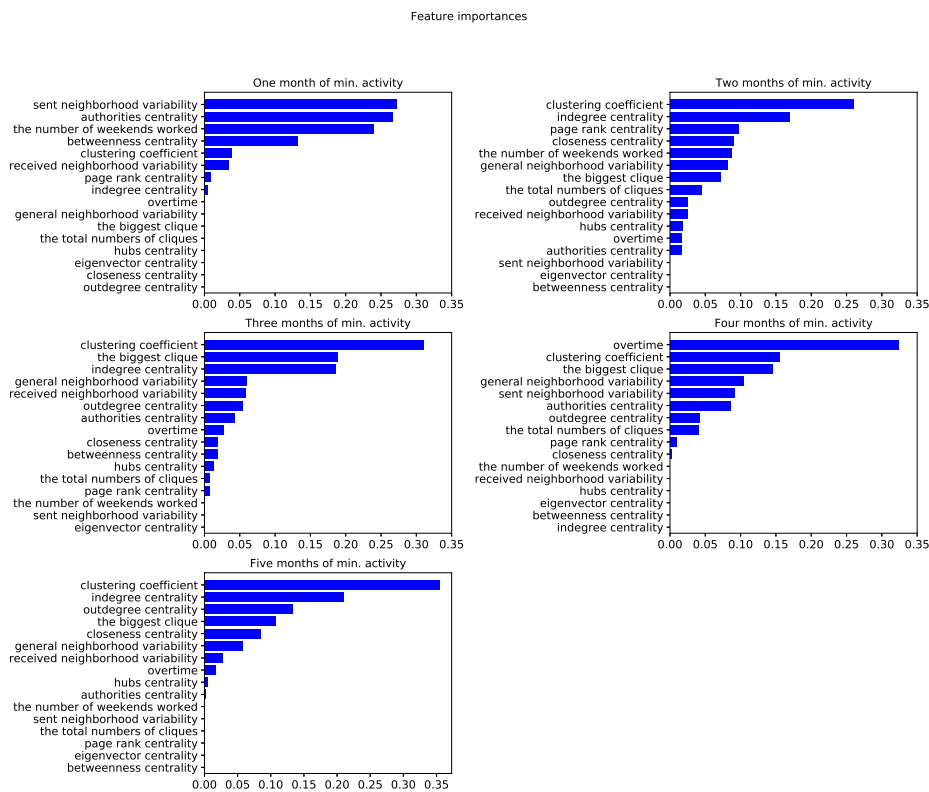 Feature importances
One month of min. activity
sent neighborhood variability
authorities centrality
the number of weekends worked
betweenness centrality
clustering coefficient
received neighborhood variability
page rank centrality
indegree centrality
overtime
general neighborhood variability
the biggest clique
the total numbers of cliques
hubs centrality
eigenvector centrality
closeness centrality
outdegree centrality
0.00 0.05 0.10 0.15 0.20 0.25 0.30 0.35
Two months of min. activity
clustering coefficient
indegree centrality
page rank centrality
closeness centrality
the number of weekends worked
general neighborhood variability
the biggest clique
the total numbers of cliques
outdegree centrality
received neighborhood variability
hubs centrality
overtime
authorities centrality
sent neighborhood variability
eigenvector centrality
betweenness centrality
0.00 0.05 0.10 0.15 0.20 0.25 0.30 0.35
Three months of min. activity
clustering coefficient
the biggest clique
indegree centrality
general neighborhood variability
received neighborhood variability
outdegree centrality
authorities centrality
overtime
closeness centrality
betweenness centrality
hubs centrality
the total numbers of cliques
page rank centrality
the number of weekends worked
sent neighborhood variability
eigenvector centrality
0.00 0.05 0.10 0.15 0.20 0.25 0.30 0.35
Four months of min. activity
overtime
clustering coefficient
the biggest clique
general neighborhood variability
sent neighborhood variability
authorities centrality
outdegree centrality
the total numbers of cliques
page rank centrality
closeness centrality
the number of weekends worked
received neighborhood variability
hubs centrality
eigenvector centrality
betweenness centrality
indegree centrality
0.00 0.05 0.10 0.15 0.20 0.25 0.30 0.35
Five months of min. activity
clustering coefficient
indegree centrality
outdegree centrality
the biggest clique
closeness centrality
general neighborhood variability
received neighborhood variability
overtime
hubs centrality
authorities centrality
the number of weekends worked
sent neighborhood variability
the total numbers of cliques
page rank centrality
eigenvector centrality
betweenness centrality
0.00 0.05 0.10 0.15 0.20 0.25 0.30 0.35